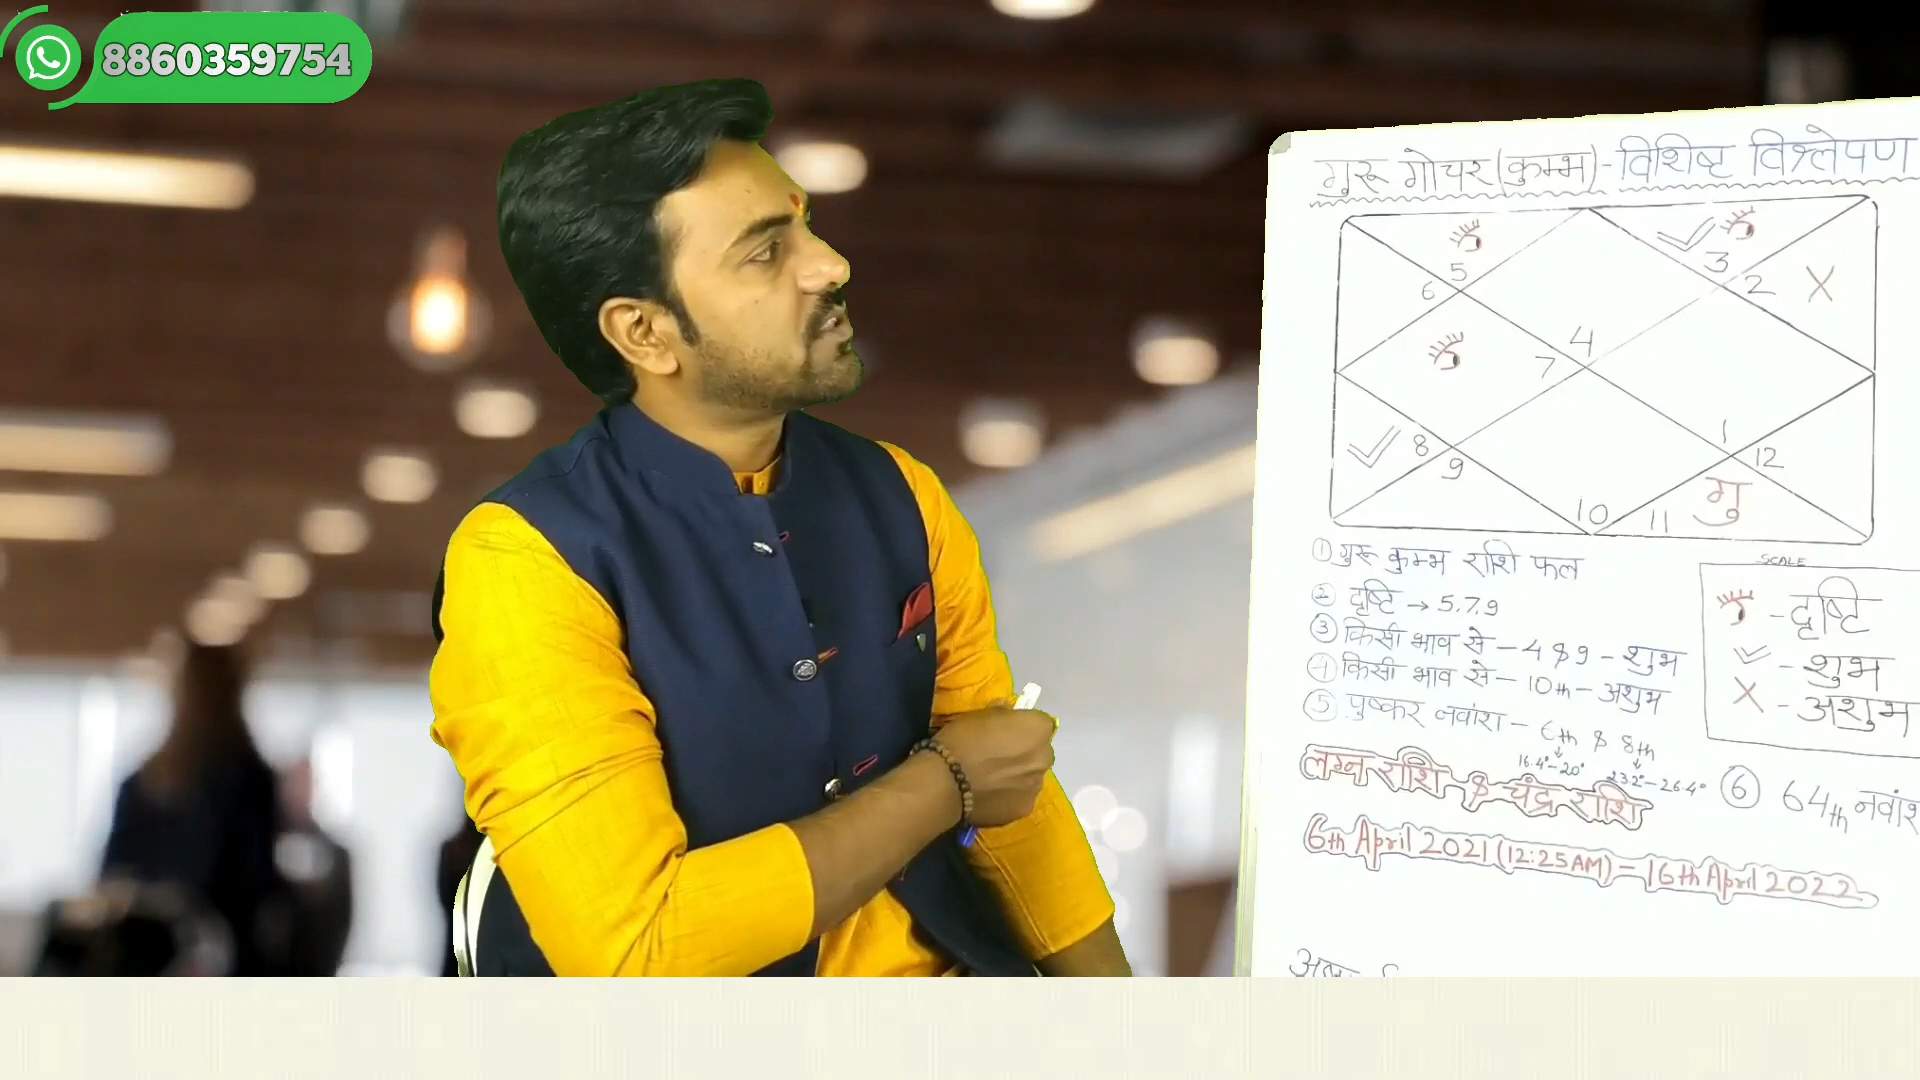 8860359754
गुरू गोचर (कुम्भ) - विशिष्ट विश्लेषण
5
6
3
2
X
4
7
8
9
1
12
गु
10
11
① गुरू कुम्भ राशि फल
② दृष्टि → 5,7,9
③ किसी भाव से - 4 & 9 - शुभ
④ किसी भाव से - 10th - अशुभ
⑤ पुष्कर नवांश - 6th & 8th
16.4° - 20° 23.2° - 26.4°
लग्न राशि & चंद्र राशि
⑥ 64th नवांश
6th April 2021 (12:25 AM) - 16th April 2022
SCALE
- दृष्टि
- शुभ
X - अशुभ